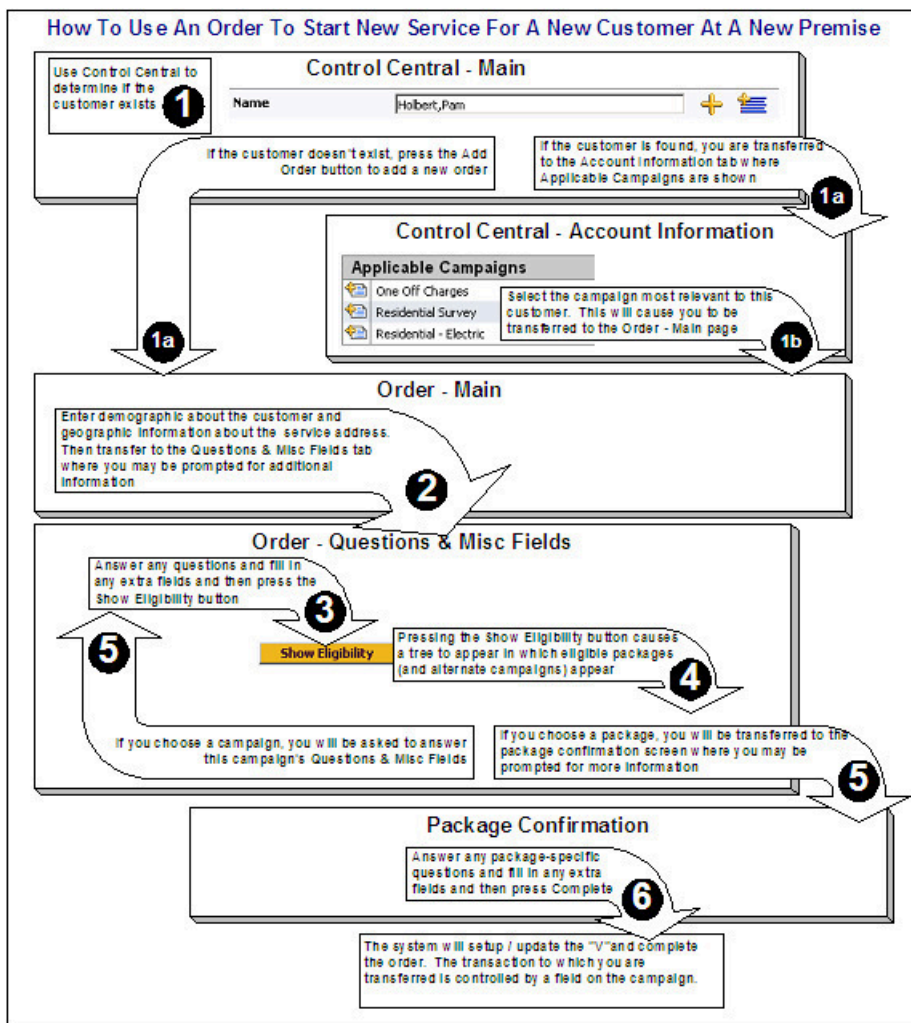 How To Use An Order To Start New Service For A New Customer At A New Premise
Control Central - Main
Use Control Central to
determine if the
customer exists
1
Name
Holbert,Pam
If the customer doesn't exist, press the Add
Order button to add a new order
If the customer is found, you are transferred
to the Account Information tab where
Applicable Campaigns are shown
1a
Control Central - Account Information
Applicable Campaigns
One Off Charges
Residential Survey
Residential - Electric
Select the campaign most relevant to this
customer. This will cause you to be
transferred to the Order - Main page
1a
1b
Order - Main
Enter demographic about the customer and
geographic information about the service address.
Then transfer to the Questions & Misc Fields tab
where you may be prompted for additional
information
2
Order - Questions & Misc Fields
Answer any questions and fill in
any extra fields and then press the
Show Eligibility button
3
5
Show Eligibility
Pressing the Show Eligibility button causes
a tree to appear in which eligible packages
(and alternate campaigns) appear
4
If you choose a campaign, you will be asked to answer
this campaign's Questions & Misc Fields
If you choose a package, you will be transferred to the
package confirmation screen where you may be
prompted for more information
5
Package Confirmation
Answer any package-specific
questions and fill in any extra
fields and then press Complete
6
The system will setup / update the "V"and complete
the order. The transaction to which you are
transferred is controlled by a field on the campaign.